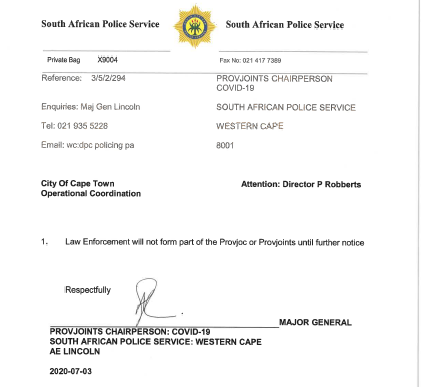 South African Police Service South African Police Service
Private Bag X9004 Fax No: 021 417 7389
Reference: 3/5/2/294 PROVJOINTS CHAIRPERSON
COVID-19
Enquiries: Maj Gen Lincoln SOUTH AFRICAN POLICE SERVICE
Tel: 021 935 5228 WESTERN CAPE
Email: wc:dpc policing pa 8001
City Of Cape Town Attention: Director P Robberts
Operational Coordination
1. Law Enforcement will not form part of the Provjoc or Provjoints until further notice
Respectfully
MAJOR GENERAL
PROVJOINTS CHAIRPERSON: COVID-19
SOUTH AFRICAN POLICE SERVICE: WESTERN CAPE
AE LINCOLN
2020-07-03